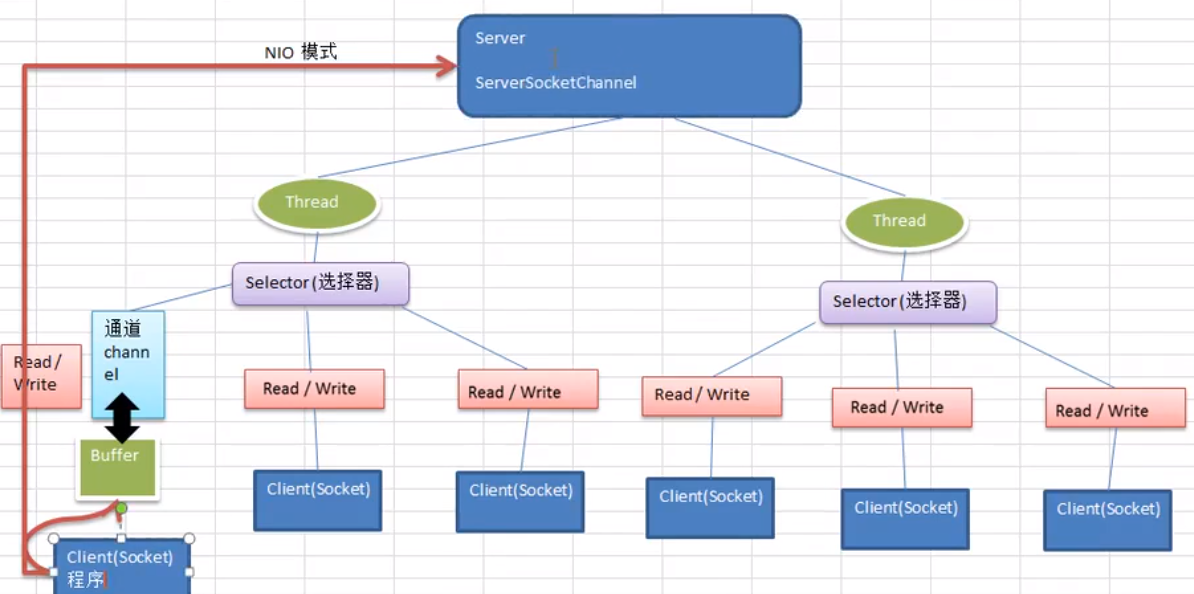 NIO 模式
Server
ServerSocketChannel
Thread
Thread
Selector(选择器)
Selector(选择器)
通道
chann
el
Read /
Write
Read / Write
Read / Write
Read / Write
Read / Write
Read / Write
Buffer
Client(Socket)
Client(Socket)
Client(Socket)
Client(Socket)
Client(Socket)
Client(Socket)
程序